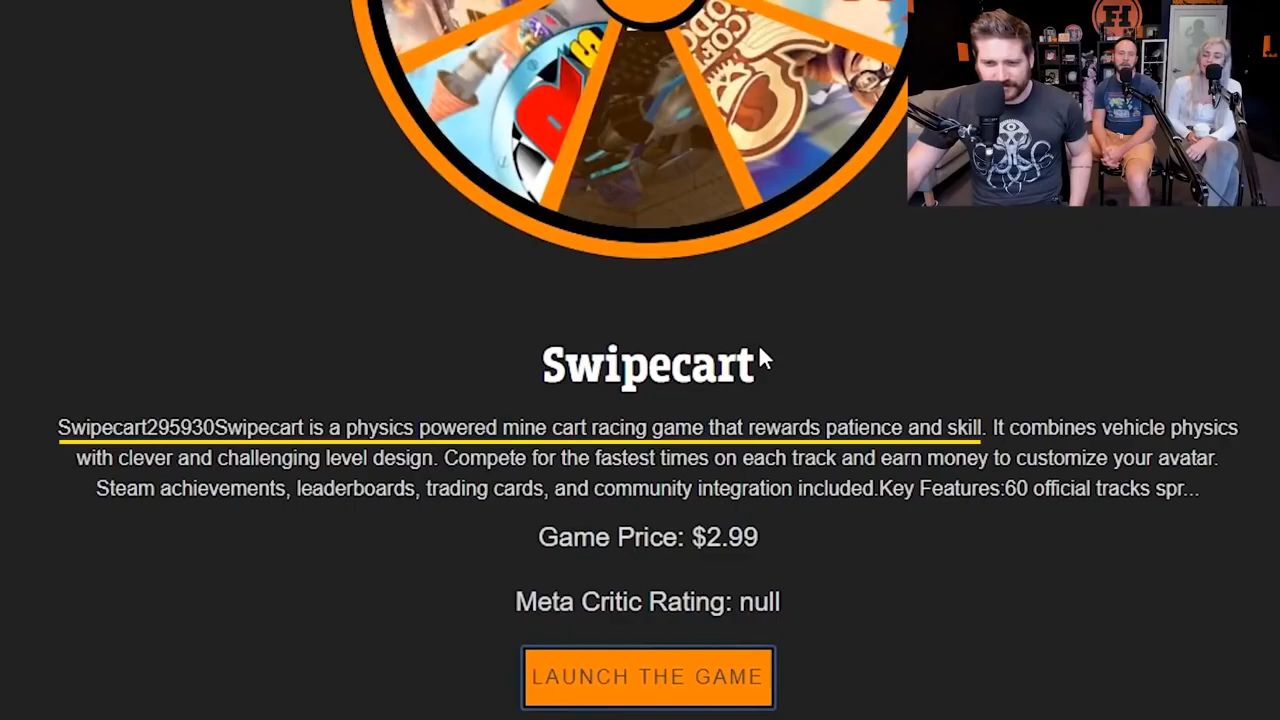 Swipecart
Swipecart295930Swipecart is a physics powered mine cart racing game that rewards patience and skill. It combines vehicle physics
with clever and challenging level design. Compete for the fastest times on each track and earn money to customize your avatar.
Steam achievements, leaderboards, trading cards, and community integration included.Key Features:60 official tracks spr...
Game Price: $2.99
Meta Critic Rating: null
LAUNCH THE GAME